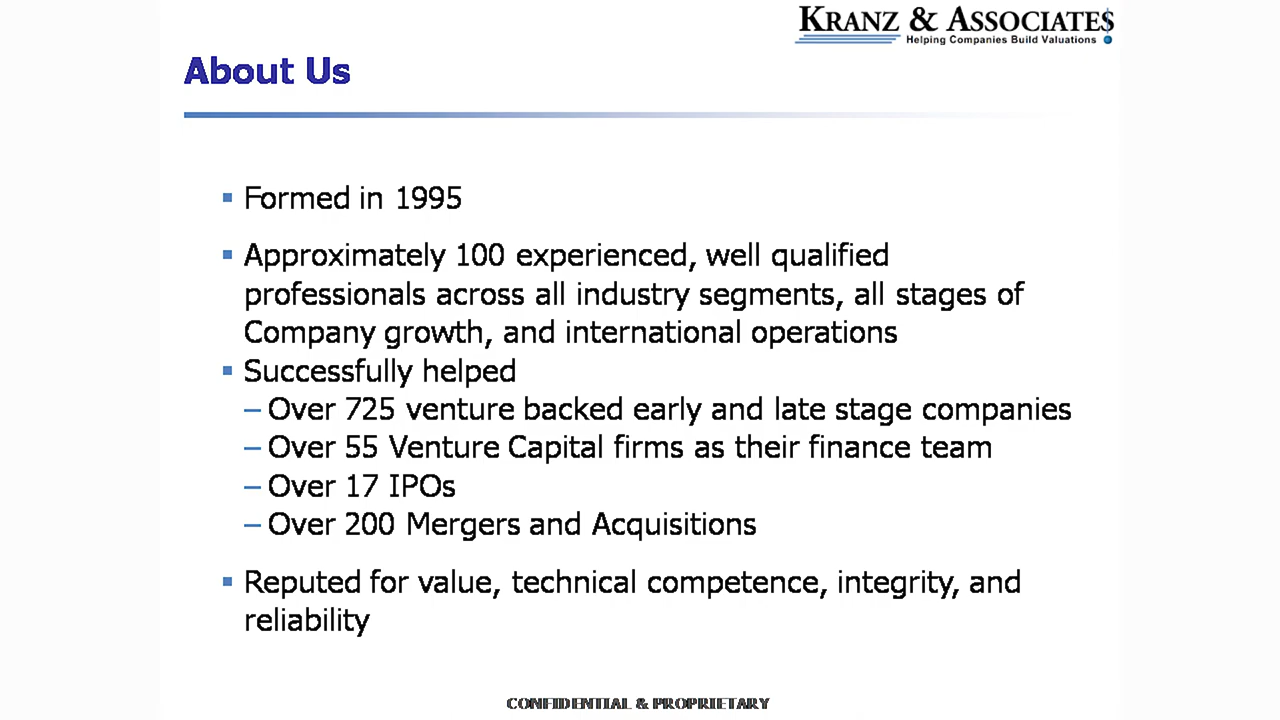 KRANZ & ASSOCIATES
Helping Companies Build Valuations
About Us
▪ Formed in 1995
▪ Approximately 100 experienced, well qualified
professionals across all industry segments, all stages of
Company growth, and international operations
▪ Successfully helped
– Over 725 venture backed early and late stage companies
– Over 55 Venture Capital firms as their finance team
– Over 17 IPOs
– Over 200 Mergers and Acquisitions
▪ Reputed for value, technical competence, integrity, and
reliability
CONFIDENTIAL & PROPRIETARY